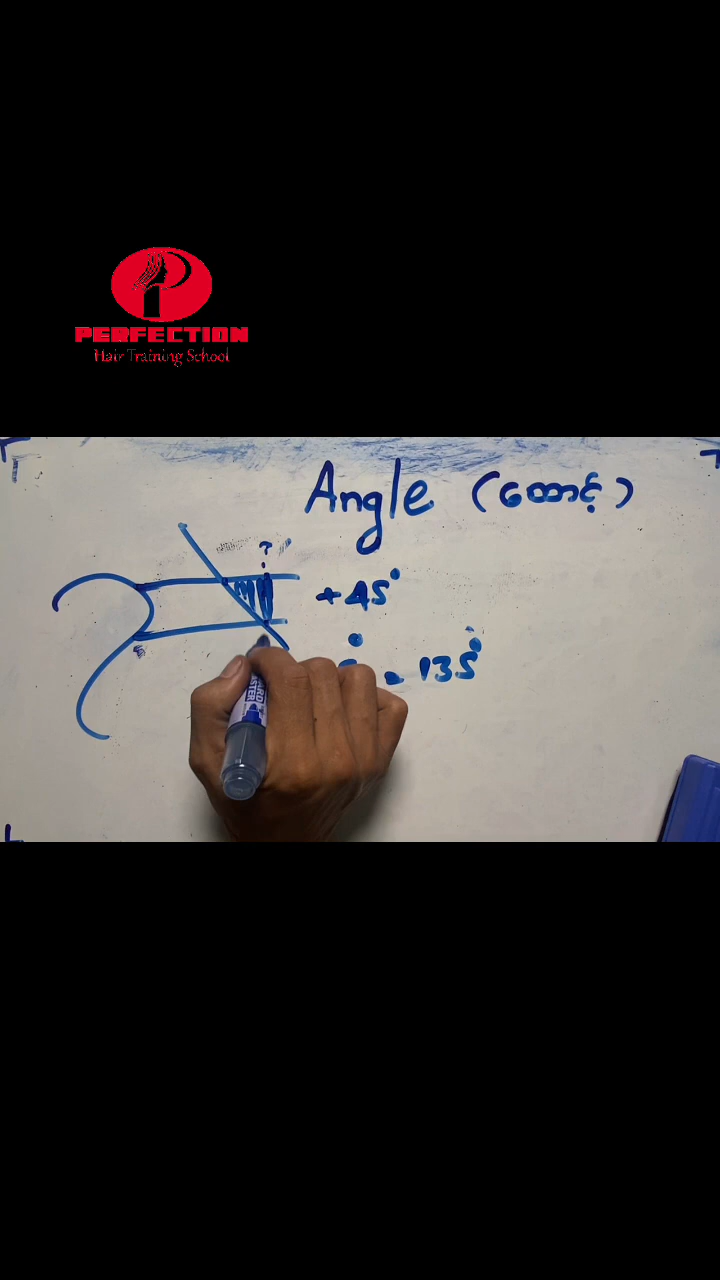 PERFECTION
Hair Training School
Angle (ထောင့်)
?
+45°
- 135°